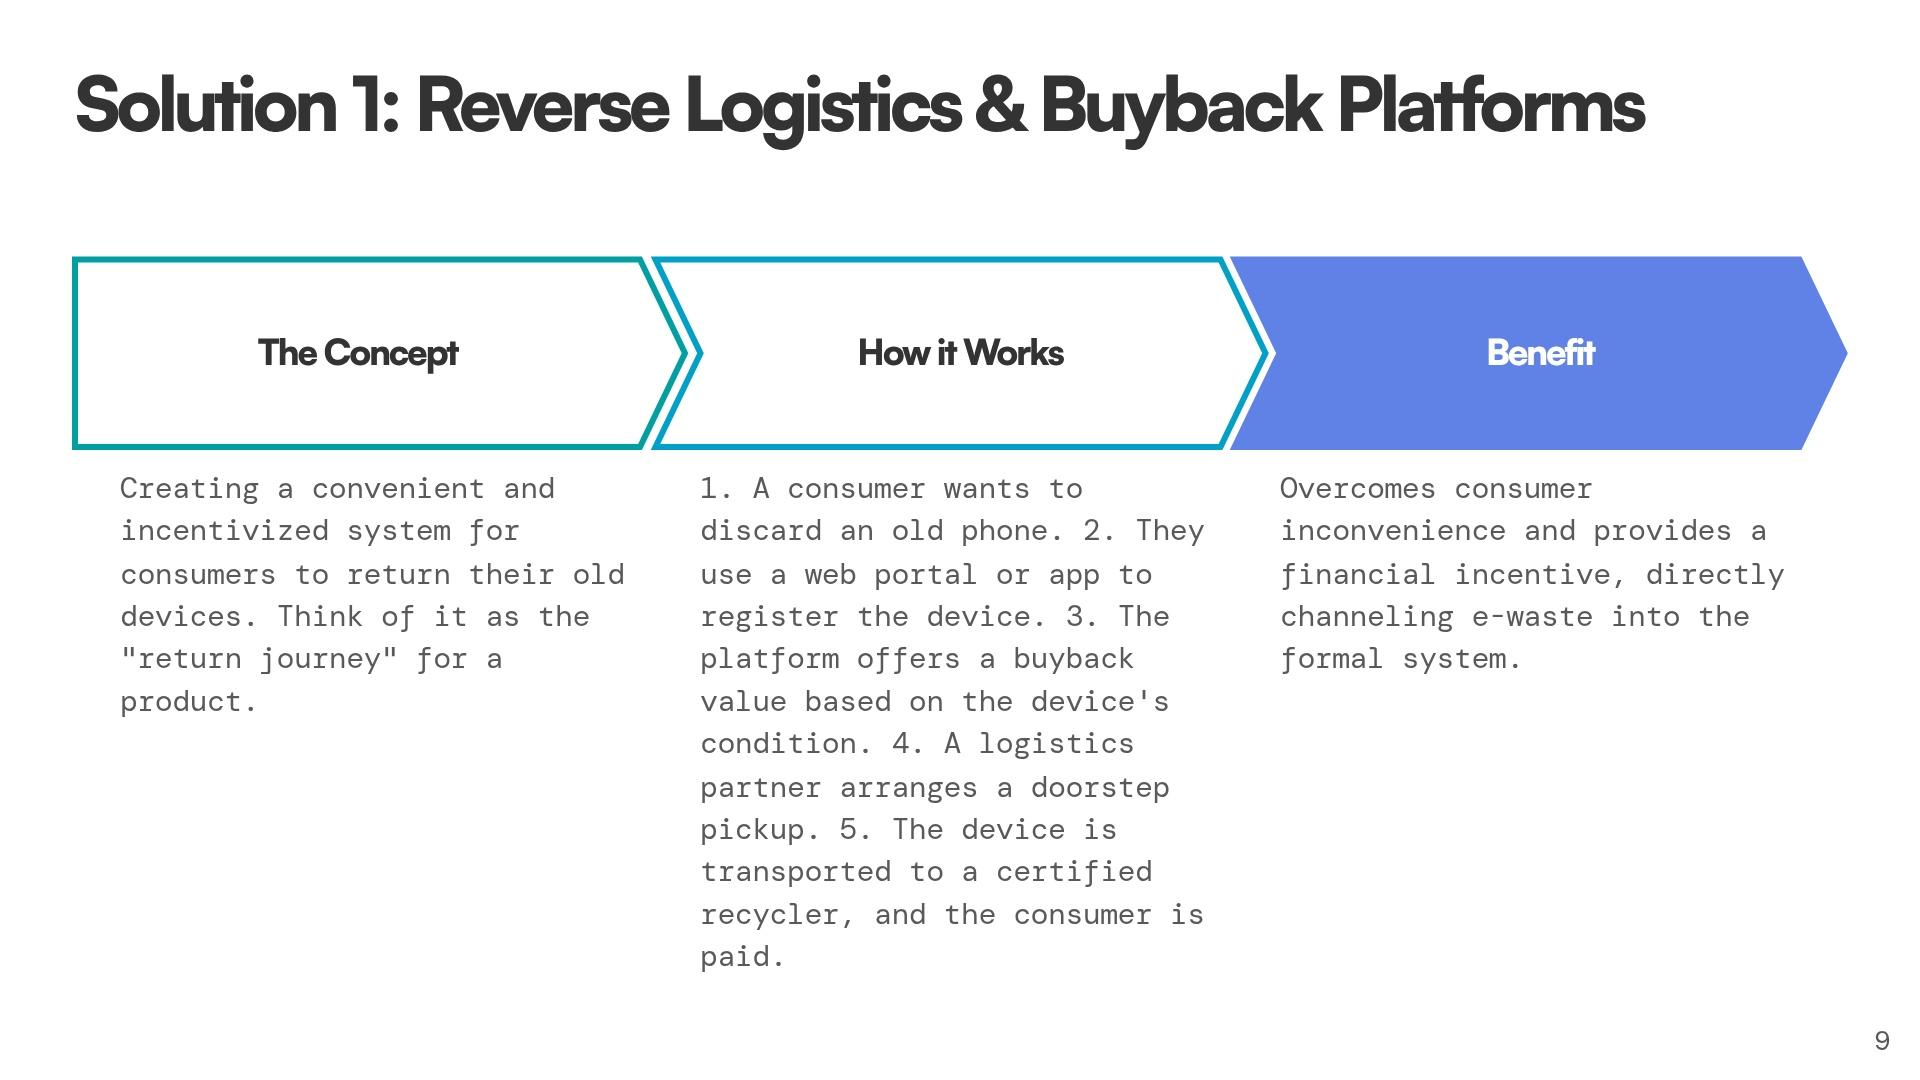 Solution 1: Reverse Logistics & Buyback Platforms
The Concept
How it Works
Benefit
Creating a convenient and
incentivized system for
consumers to return their old
devices. Think of it as the
"return journey" for a
product.
1. A consumer wants to
discard an old phone. 2. They
use a web portal or app to
register the device. 3. The
platform offers a buyback
value based on the device's
condition. 4. A logistics
partner arranges a doorstep
pickup. 5. The device is
transported to a certified
recycler, and the consumer is
paid.
Overcomes consumer
inconvenience and provides a
financial incentive, directly
channeling e-waste into the
formal system.
9